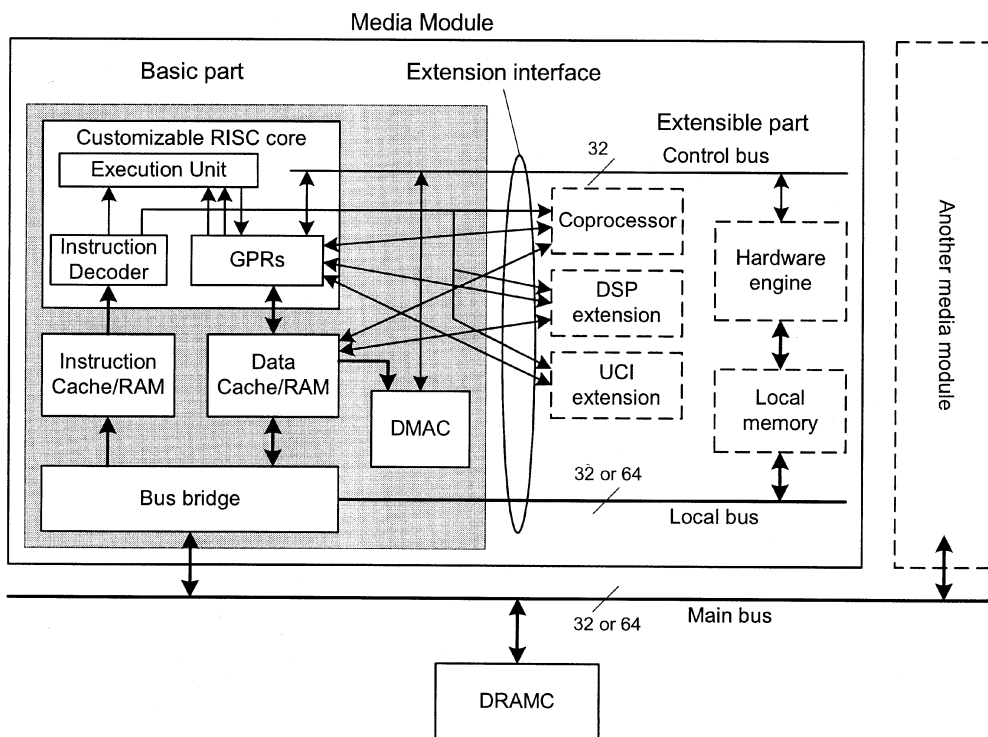 Media Module
Basic part
Extension interface
Extensible part
Customizable RISC core
Execution Unit
Instruction
Decoder
GPRs
32
Control bus
Coprocessor
Hardware
engine
DSP
extension
Instruction
Cache/RAM
Data
Cache/RAM
UCI
extension
DMAC
Local
memory
Bus bridge
32 or 64
Local bus
Another media module
32 or 64
Main bus
DRAMC